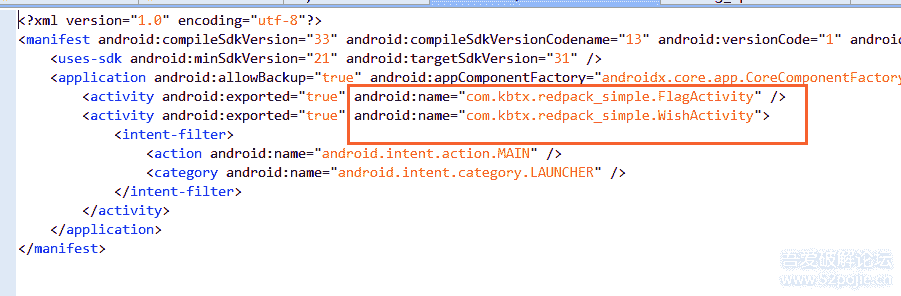 <?xml version="1.0" encoding="utf-8"?>
<manifest android:compileSdkVersion="33" android:compileSdkVersionCodename="13" android:versionCode="1" androi
<uses-sdk android:minSdkVersion="21" android:targetSdkVersion="31" />
<application android:allowBackup="true" android:appComponentFactory="androidx.core.app.CoreComponentFactory
<activity android:exported="true" android:name="com.kbtx.redpack_simple.FlagActivity" />
<activity android:exported="true" android:name="com.kbtx.redpack_simple.WishActivity">
<intent-filter>
<action android:name="android.intent.action.MAIN" />
<category android:name="android.intent.category.LAUNCHER" />
</intent-filter>
</activity>
</application>
</manifest>
吾爱破解论坛
www.52pojie.cn